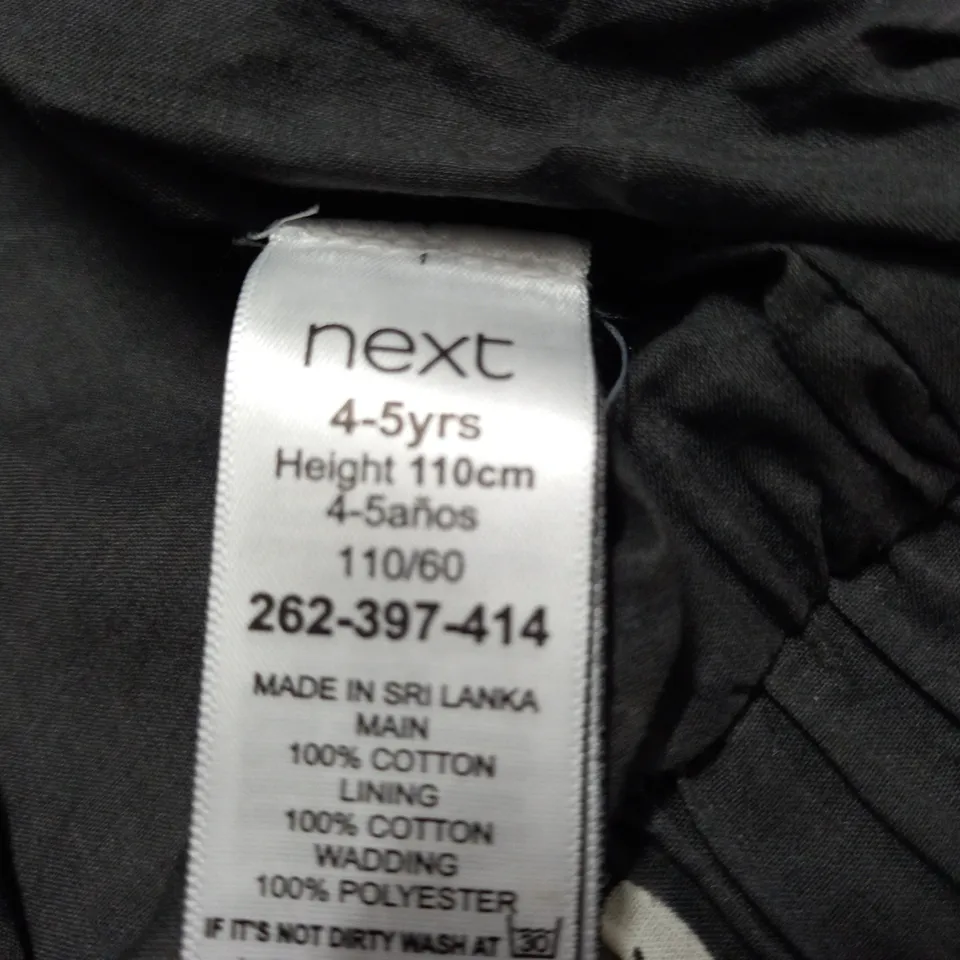 next
4-5yrs
Height 110cm
4-5años
110/60
262-397-414
MADE IN SRI LANKA
MAIN
100% COTTON
LINING
100% COTTON
WADDING
100% POLYESTER
IF IT'S NOT DIRTY WASH AT 30